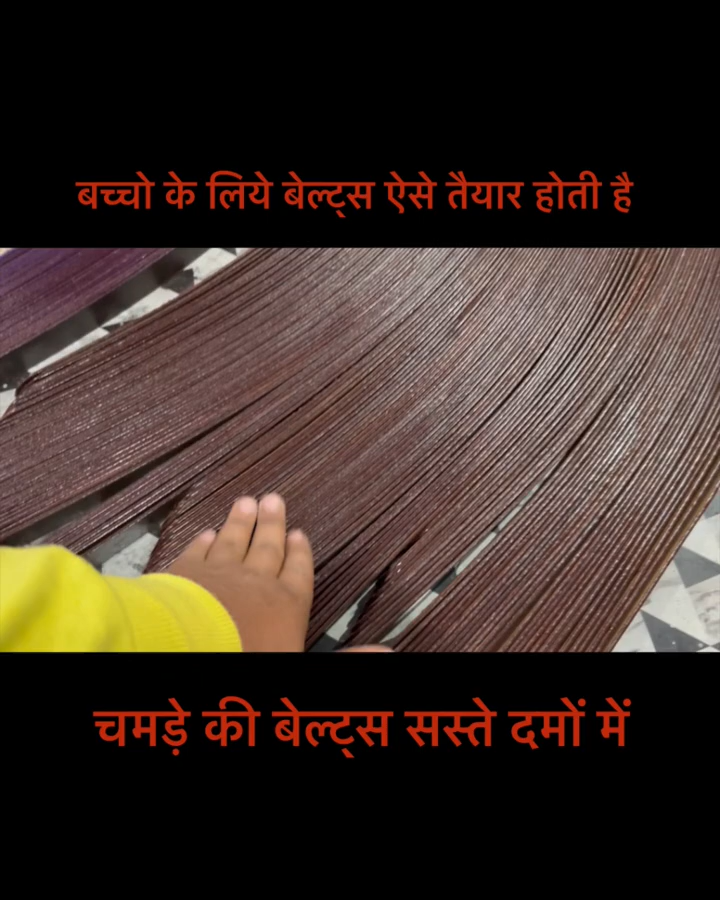 बच्चो के लिये बेल्ट्स ऐसे तैयार होती है
चमड़े की बेल्ट्स सस्ते दमों में